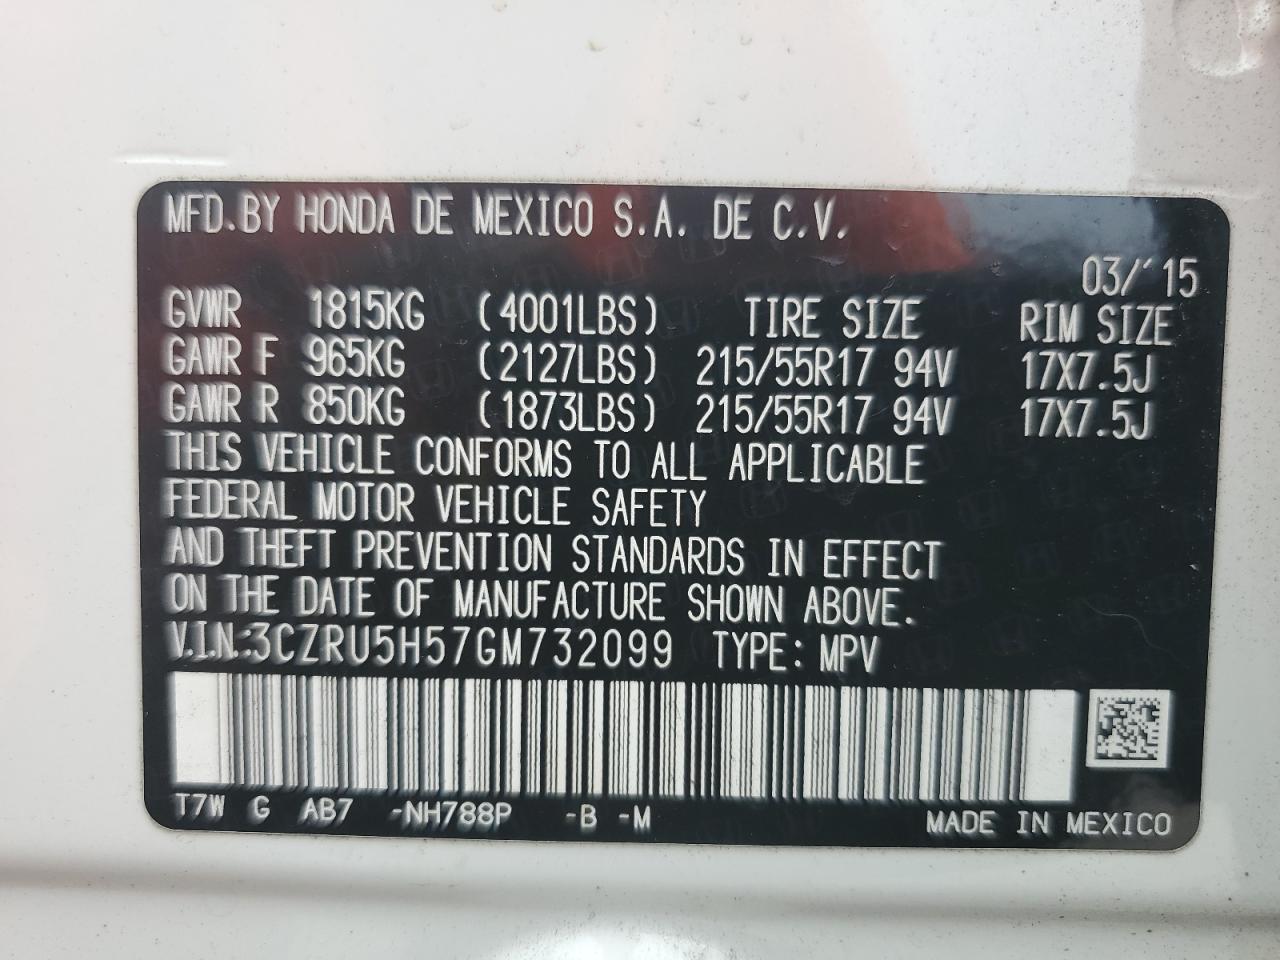 MFD.BY HONDA DE MEXICO S.A. DE C.V.
03/'15
GVWR 1815KG (4001LBS) TIRE SIZE RIM SIZE
GAWR F 965KG (2127LBS) 215/55R17 94V 17X7.5J
GAWR R 850KG (1873LBS) 215/55R17 94V 17X7.5J
THIS VEHICLE CONFORMS TO ALL APPLICABLE
FEDERAL MOTOR VEHICLE SAFETY
AND THEFT PREVENTION STANDARDS IN EFFECT
ON THE DATE OF MANUFACTURE SHOWN ABOVE.
V.I.N.:3CZRU5H57GM732099 TYPE: MPV
T7W G AB7 -NH788P -B -M MADE IN MEXICO